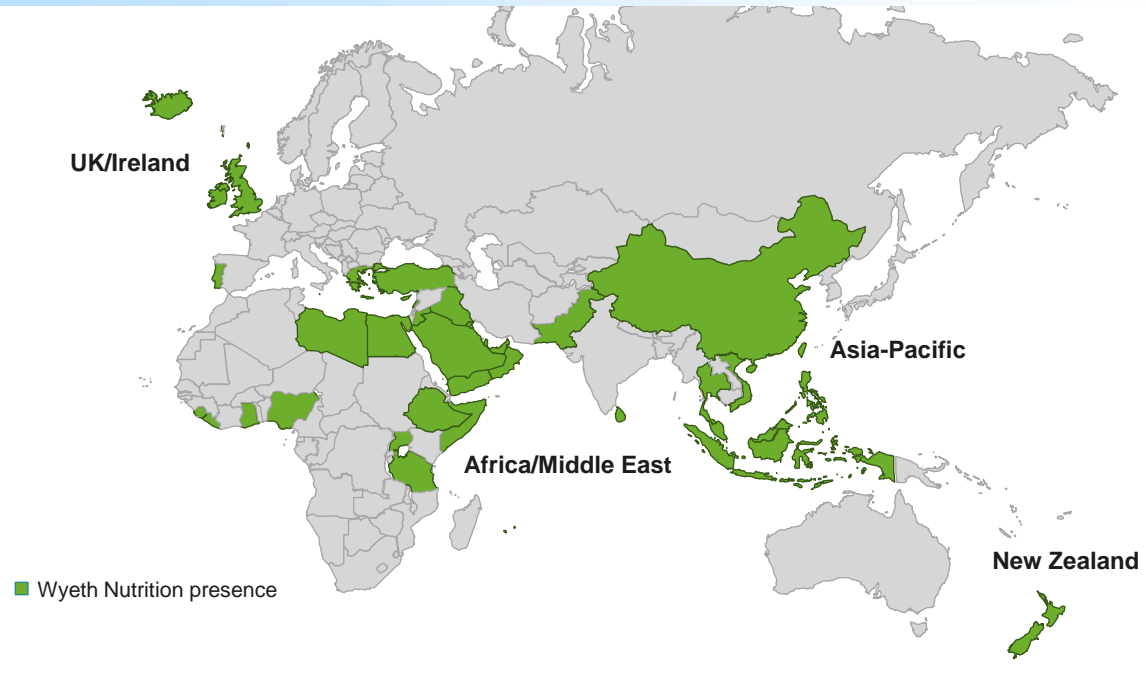 UK/Ireland
Asia-Pacific
Africa/Middle East
New Zealand
Wyeth Nutrition presence